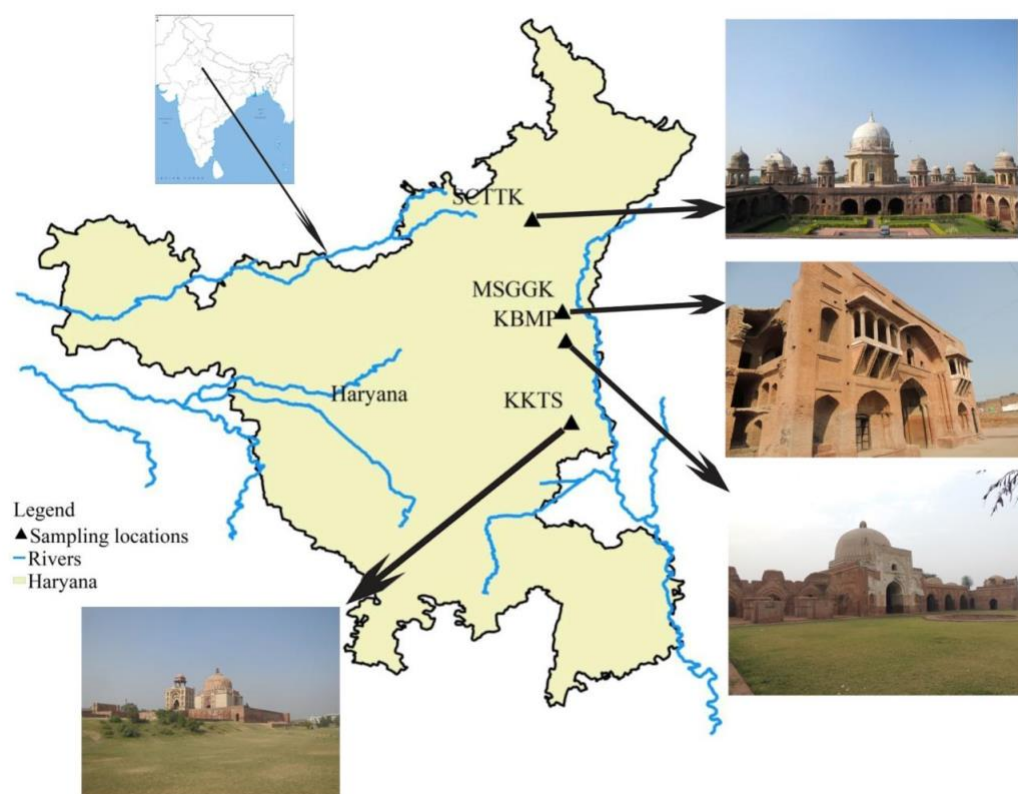 SCTTK
MSGGK
KBMP
KKTS
Haryana
Legend
Sampling locations
Rivers
Haryana